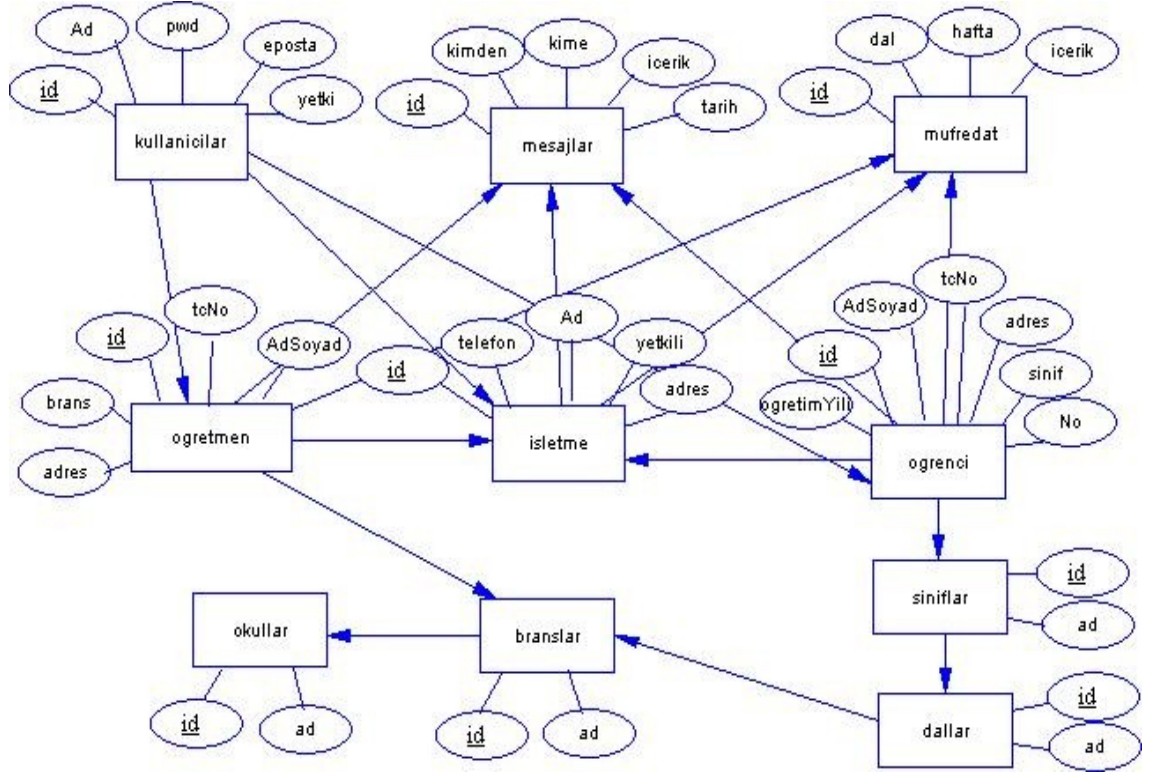 Ad
pwd
eposta
id
yetki
kullanicilar
kimden
kime
icerik
id
tarih
mesajlar
dal
hafta
icerik
id
mufredat
id
tcNo
AdSoyad
brans
adres
ogretmen
id
telefon
Ad
yetkili
adres
isletme
AdSoyad
tcNo
adres
id
sinif
ogretimYili
No
ogrenci
okullar
id
ad
branslar
id
ad
siniflar
id
ad
dallar
id
ad